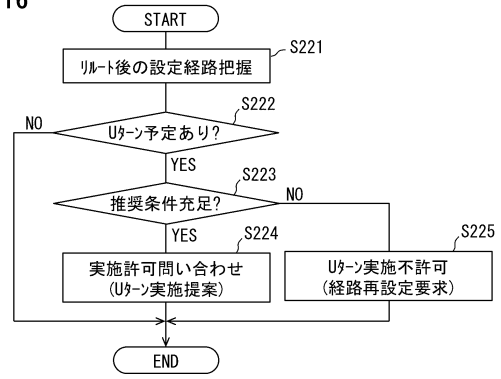 16
START
リルート後の設定経路把握
S221
Uターン予定あり?
S222
NO
YES
推奨条件充足?
S223
NO
YES
実施許可問い合わせ
(Uターン実施提案)
S224
Uターン実施不許可
(経路再設定要求)
S225
END